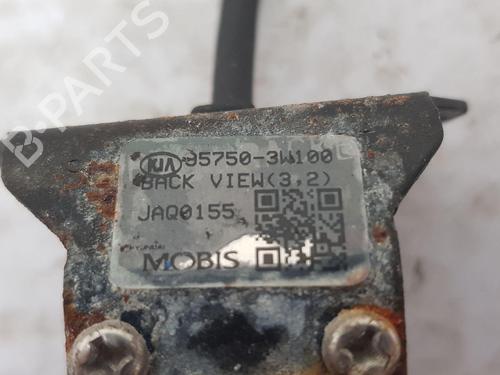 B-PARTS
KIA 95750-3W100
BACK VIEW(3,2)
JAQ0155
MOBIS